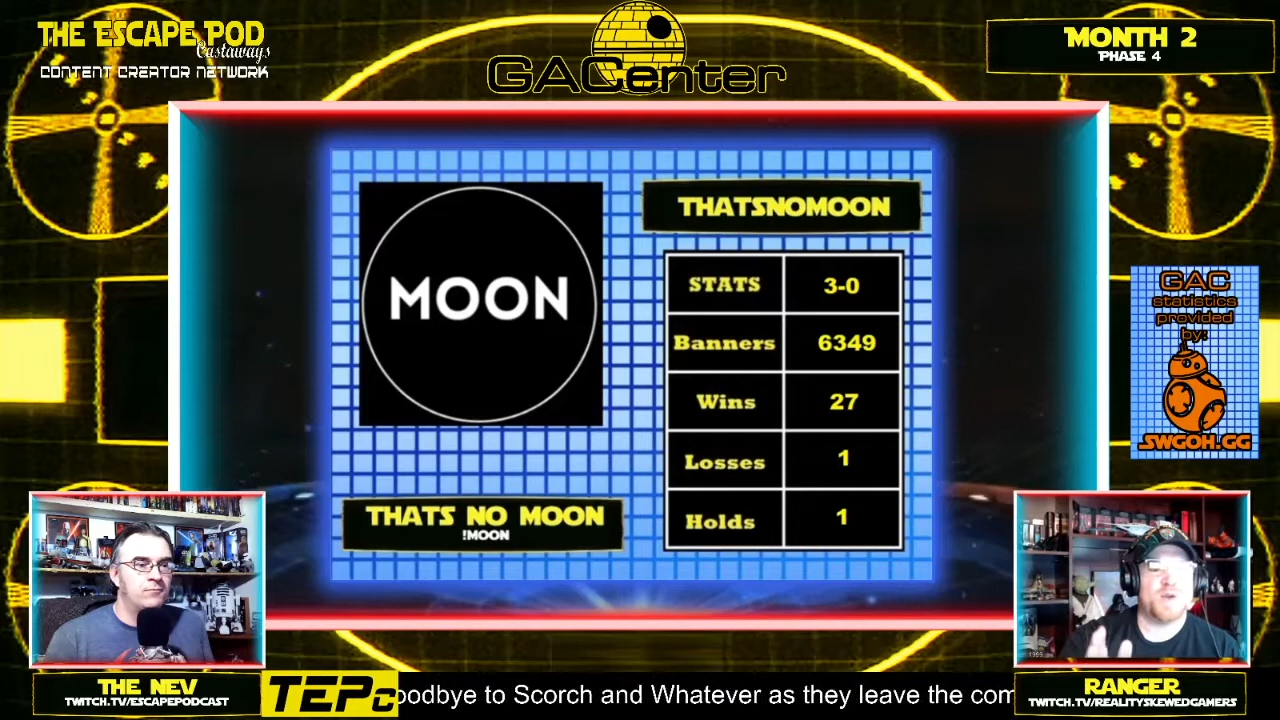 THE ESCAPE POD
Castaways
CONTENT CREATOR NETWORK
GACenter
MONTH 2
PHASE 4
MOON
THATSNOMOON
STATS 3-0
Banners 6349
Wins 27
Losses 1
Holds 1
THATS NO MOON
!MOON
GAC
statistics
provided
by:
SWGOH.GG
THE NEV
TWITCH.TV/ESCAPEPODCAST
TEPc
oodbye to Scorch and Whatever as they leave the com
RANGER
TWITCH.TV/REALITYSKEWEDGAMERS